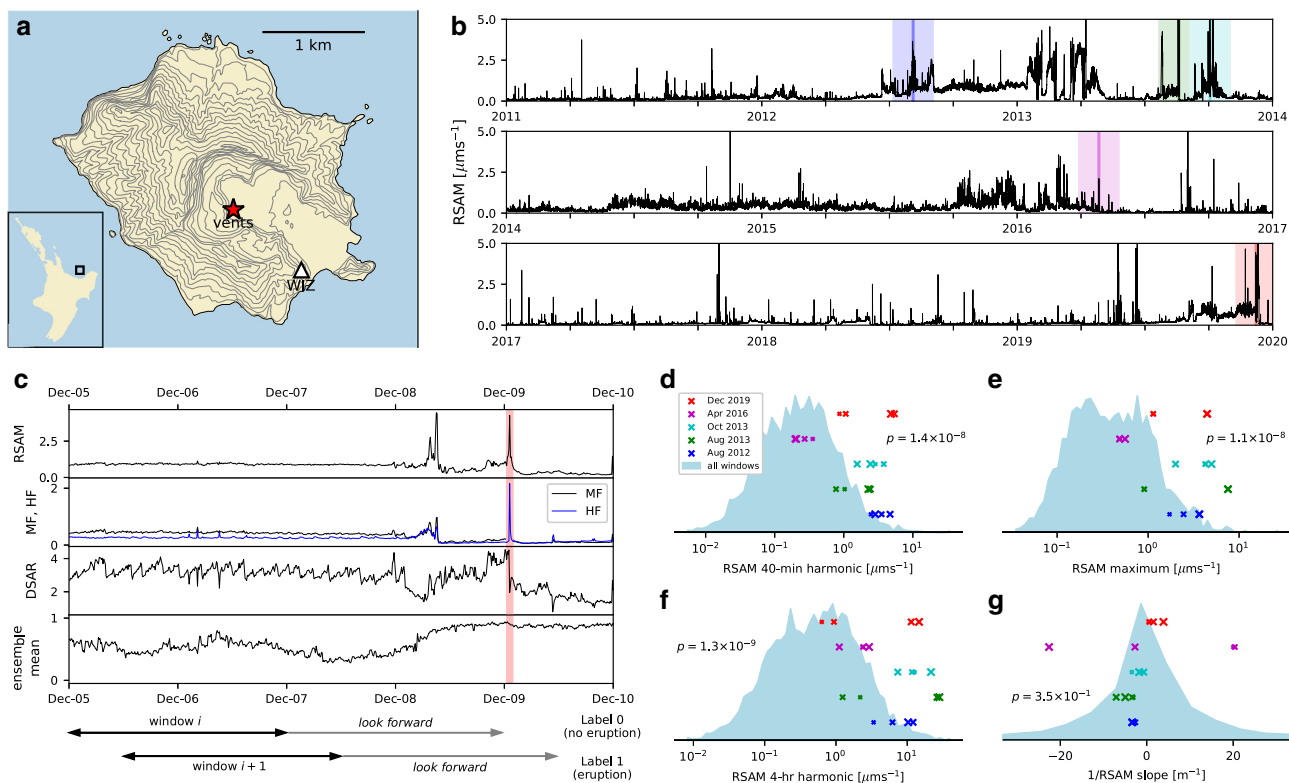 a
1 km
vents
WIZ
b
RSAM [μms⁻¹]
5.0
2.5
0.0
2011
2012
2013
2014
5.0
2.5
0.0
2014
2015
2016
2017
5.0
2.5
0.0
2017
2018
2019
2020
c
Dec-05
Dec-06
Dec-07
Dec-08
Dec-09
Dec-10
RSAM
2.5
0.0
MF, HF
2
0
MF
HF
DSAR
4
2
ensemble
mean
1
0
Dec-05
Dec-06
Dec-07
Dec-08
Dec-09
Dec-10
window i
look forward
Label 0
(no eruption)
window i + 1
look forward
Label 1
(eruption)
d
Dec 2019
Apr 2016
Oct 2013
Aug 2013
Aug 2012
all windows
p = 1.4×10⁻⁸
10⁻²
10⁻¹
10⁰
10¹
RSAM 40-min harmonic [μms⁻¹]
e
p = 1.1×10⁻⁸
10⁻¹
10⁰
10¹
RSAM maximum [μms⁻¹]
f
p = 1.3×10⁻⁹
10⁻²
10⁻¹
10⁰
10¹
RSAM 4-hr harmonic [μms⁻¹]
g
p = 3.5×10⁻¹
−20
0
20
1/RSAM slope [m⁻¹]